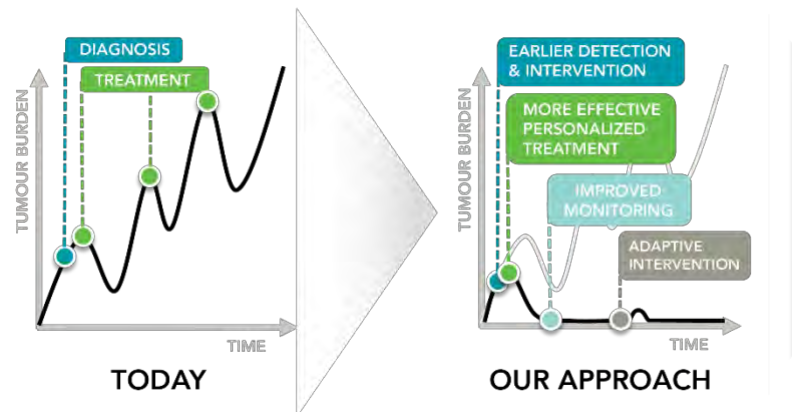 DIAGNOSIS
TREATMENT
TUMOUR BURDEN
TIME
TODAY
EARLIER DETECTION
& INTERVENTION
MORE EFFECTIVE
PERSONALIZED
TREATMENT
IMPROVED
MONITORING
ADAPTIVE
INTERVENTION
TUMOUR BURDEN
TIME
OUR APPROACH